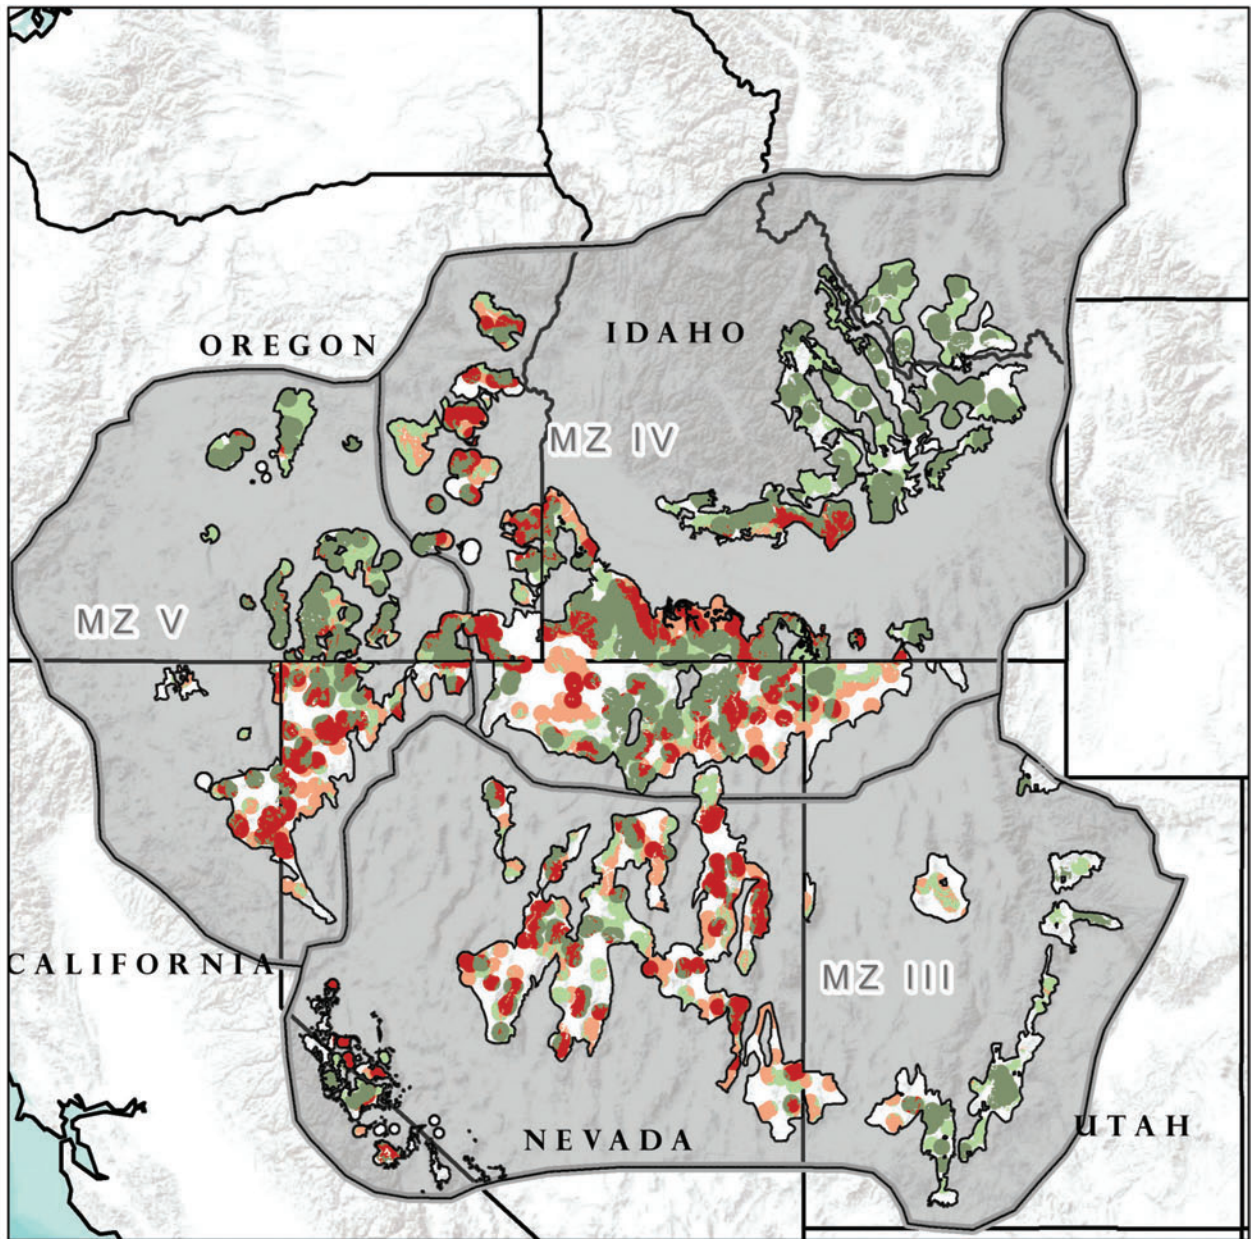 OREGON
IDAHO
MZ IV
MZ V
CALIFORNIA
MZ III
NEVADA
UTAH